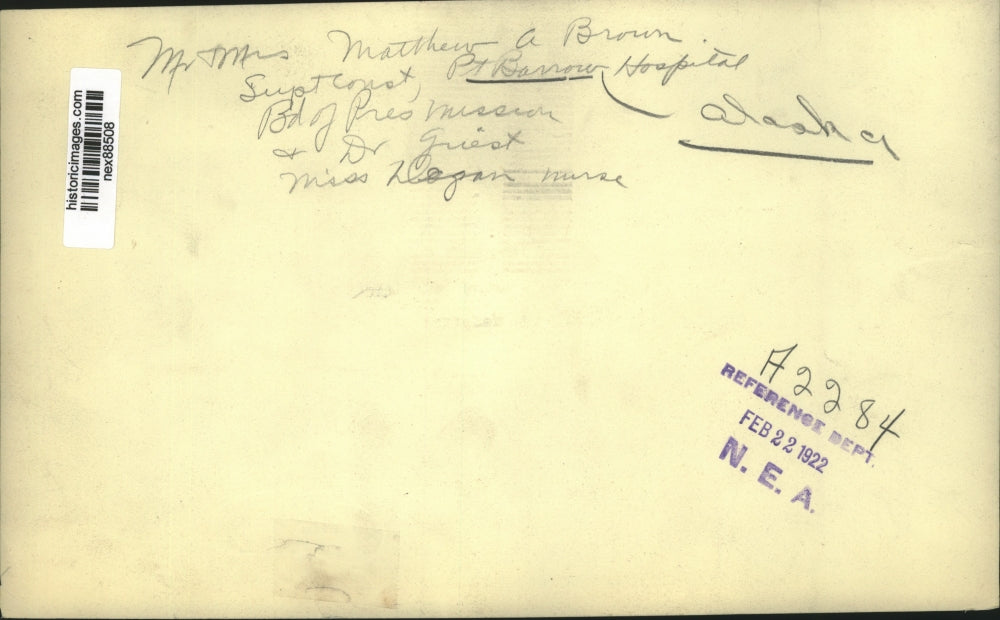 Mr & Mrs Matthew A Brown.
Supt Const, Pt Barrow Hospital
Alaska
Bd of Pres Mission
& Dr Griest
Miss Dogan nurse
historicimages.com
nex88508
A2284
REFERENCE DEPT.
FEB 22 1922
N. E. A.